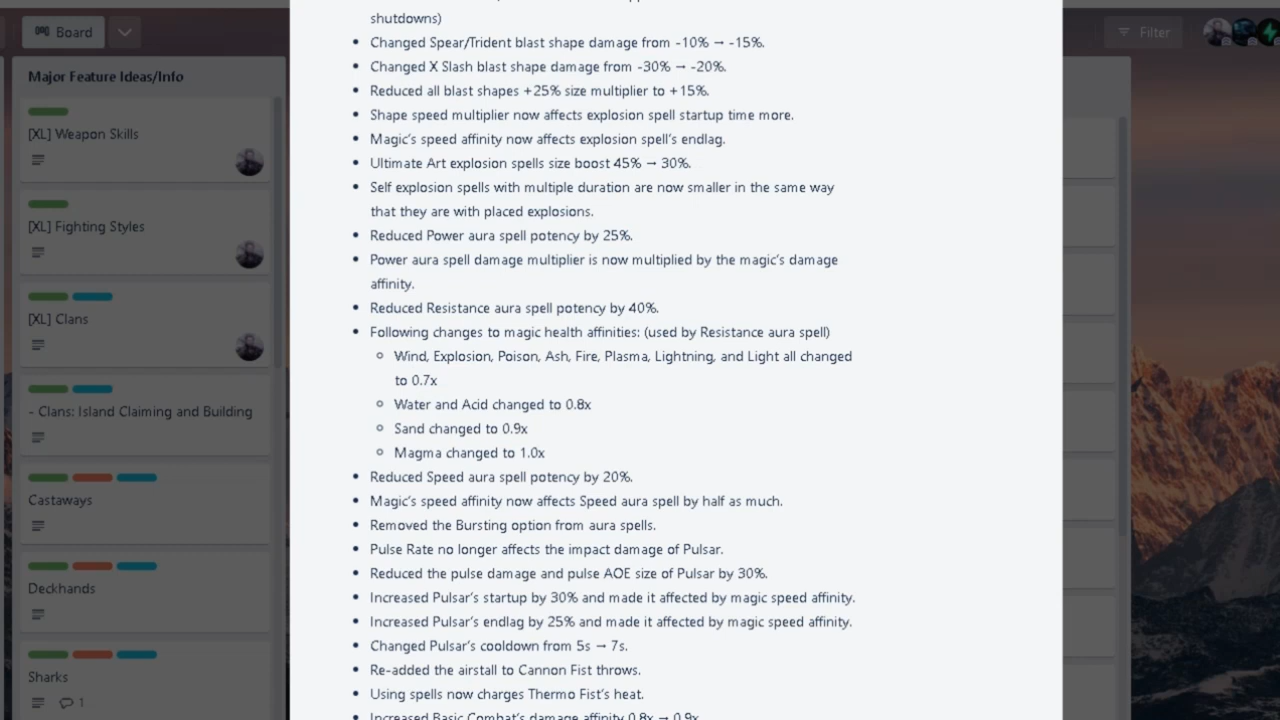 Board
Filter
Major Feature Ideas/Info
[XL] Weapon Skills
[XL] Fighting Styles
[XL] Clans
- Clans: Island Claiming and Building
Castaways
Deckhands
Sharks
1
shutdowns)
• Changed Spear/Trident blast shape damage from -10% → -15%.
• Changed X Slash blast shape damage from -30% → -20%.
• Reduced all blast shapes +25% size multiplier to +15%.
• Shape speed multiplier now affects explosion spell startup time more.
• Magic's speed affinity now affects explosion spell's endlag.
• Ultimate Art explosion spells size boost 45% → 30%.
• Self explosion spells with multiple duration are now smaller in the same way
that they are with placed explosions.
• Reduced Power aura spell potency by 25%.
• Power aura spell damage multiplier is now multiplied by the magic's damage
affinity.
• Reduced Resistance aura spell potency by 40%.
• Following changes to magic health affinities: (used by Resistance aura spell)
◦ Wind, Explosion, Poison, Ash, Fire, Plasma, Lightning, and Light all changed
to 0.7x
◦ Water and Acid changed to 0.8x
◦ Sand changed to 0.9x
◦ Magma changed to 1.0x
• Reduced Speed aura spell potency by 20%.
• Magic's speed affinity now affects Speed aura spell by half as much.
• Removed the Bursting option from aura spells.
• Pulse Rate no longer affects the impact damage of Pulsar.
• Reduced the pulse damage and pulse AOE size of Pulsar by 30%.
• Increased Pulsar's startup by 30% and made it affected by magic speed affinity.
• Increased Pulsar's endlag by 25% and made it affected by magic speed affinity.
• Changed Pulsar's cooldown from 5s → 7s.
• Re-added the airstall to Cannon Fist throws.
• Using spells now charges Thermo Fist's heat.
• Increased Basic Combat's damage affinity 0.8x → 0.9x